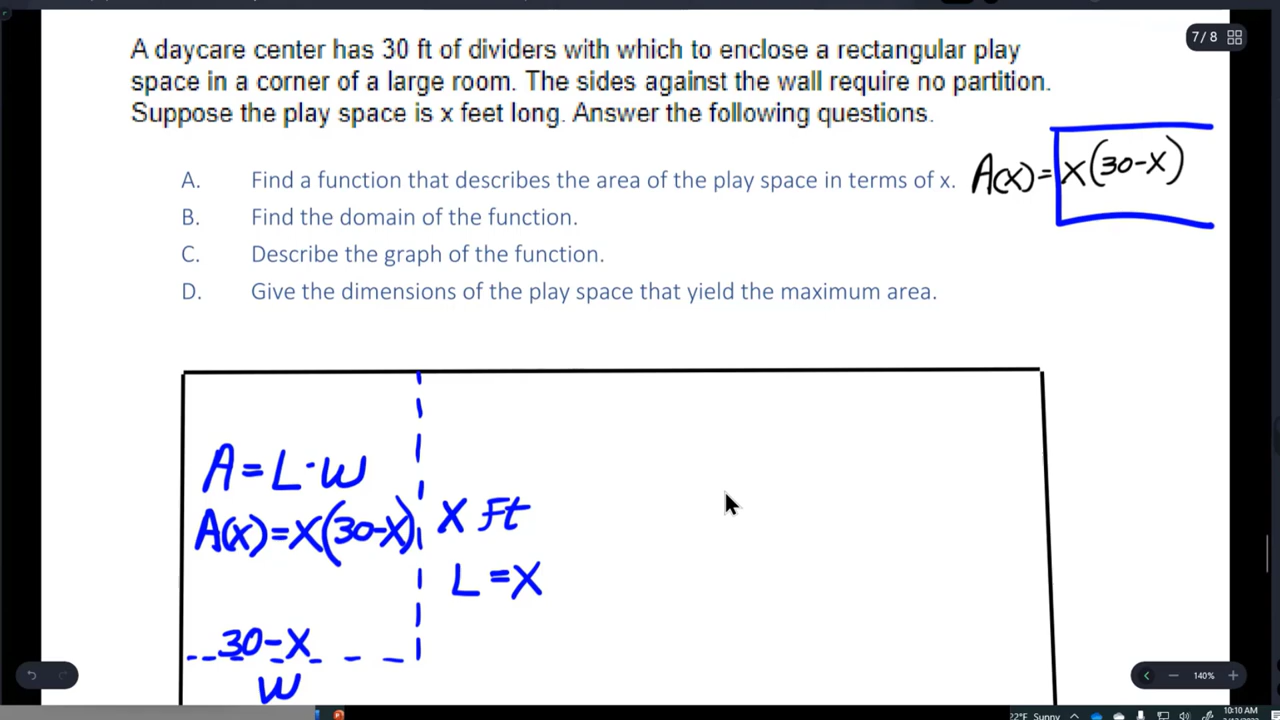 7 / 8
A daycare center has 30 ft of dividers with which to enclose a rectangular play
space in a corner of a large room. The sides against the wall require no partition.
Suppose the play space is x feet long. Answer the following questions.
A. Find a function that describes the area of the play space in terms of x. A(x)= x(30-x)
B. Find the domain of the function.
C. Describe the graph of the function.
D. Give the dimensions of the play space that yield the maximum area.
A=L·W
A(x)=x(30-x) x Ft
L=x
30-x
W
140%
22°F Sunny
10:10 AM